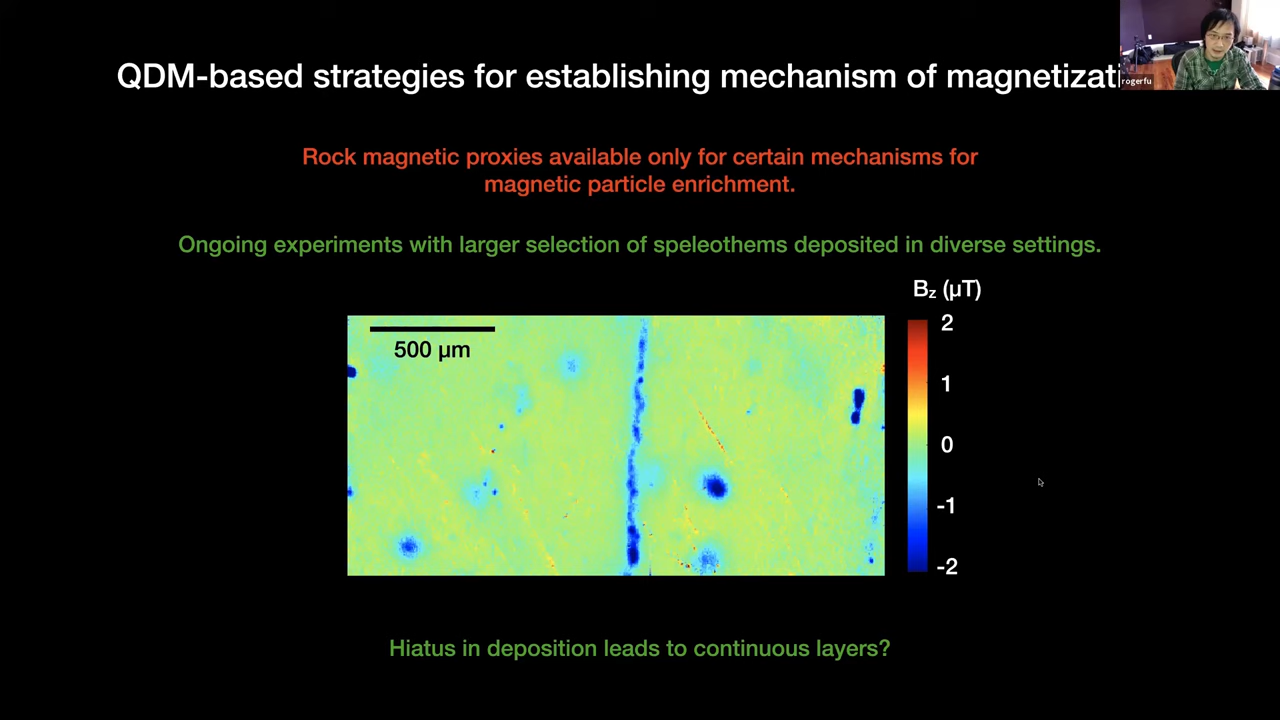 QDM-based strategies for establishing mechanism of magnetizati
rogerfu
Rock magnetic proxies available only for certain mechanisms for
magnetic particle enrichment.
Ongoing experiments with larger selection of speleothems deposited in diverse settings.
Bz (µT)
500 µm
2
1
0
-1
-2
Hiatus in deposition leads to continuous layers?